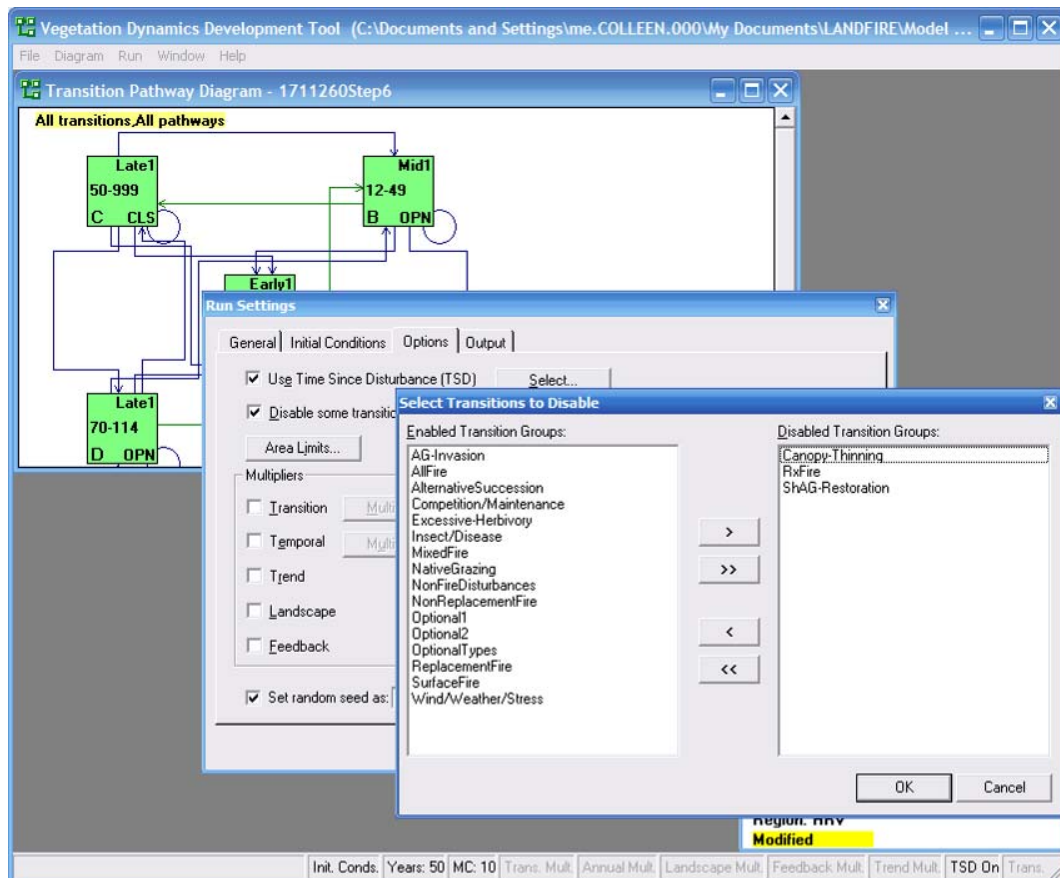 Vegetation Dynamics Development Tool (C:\Documents and Settings\me.COLLEEN.000\My Documents\LANDFIRE\Model ...
File Diagram Run Window Help
Transition Pathway Diagram - 1711260Step6
All transitions,All pathways
Late1
50-999
C CLS
Mid1
12-49
B OPN
Early1
Late1
70-114
D OPN
Run Settings
General Initial Conditions Options Output
Use Time Since Disturbance (TSD) Select...
Disable some transitio
Area Limits...
Multipliers
Transition
Temporal
Trend
Landscape
Feedback
Set random seed as:
Select Transitions to Disable
Enabled Transition Groups:
AG-Invasion
AllFire
AlternativeSuccession
Competition/Maintenance
Excessive-Herbivory
Insect/Disease
MixedFire
NativeGrazing
NonFireDisturbances
NonReplacementFire
Optional1
Optional2
OptionalTypes
ReplacementFire
SurfaceFire
Wind/Weather/Stress
>
>>
<
<<
Disabled Transition Groups:
Canopy-Thinning
RxFire
ShAG-Restoration
OK Cancel
Region: HRV
Modified
Init. Conds. Years: 50 MC: 10 Trans. Mult. Annual Mult. Landscape Mult. Feedback Mult. Trend Mult. TSD On Trans.